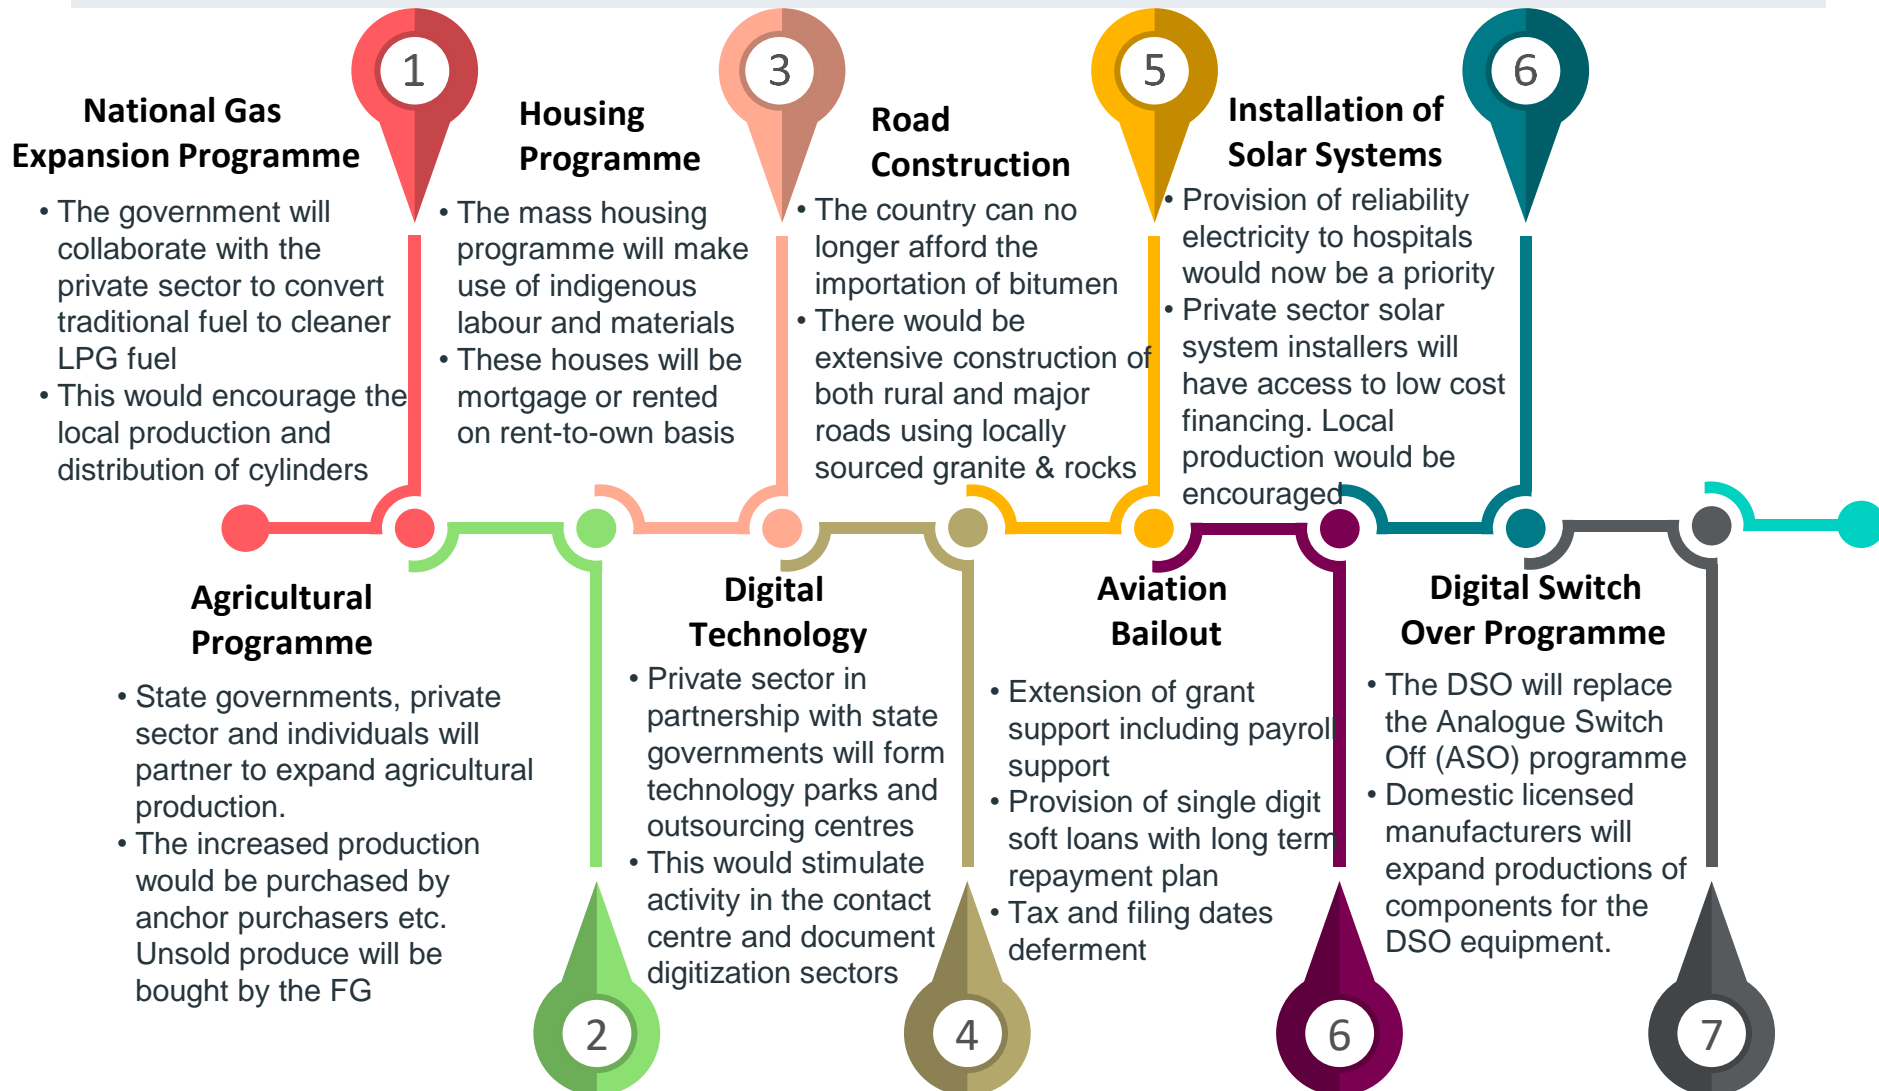 1
National Gas
Expansion Programme
• The government will
collaborate with the
private sector to convert
traditional fuel to cleaner
LPG fuel
• This would encourage the
local production and
distribution of cylinders
3
Housing
Programme
• The mass housing
programme will make
use of indigenous
labour and materials
• These houses will be
mortgage or rented
on rent-to-own basis
5
Road
Construction
• The country can no
longer afford the
importation of bitumen
• There would be
extensive construction of
both rural and major
roads using locally
sourced granite & rocks
6
Installation of
Solar Systems
• Provision of reliability
electricity to hospitals
would now be a priority
• Private sector solar
system installers will
have access to low cost
financing. Local
production would be
encouraged
Agricultural
Programme
• State governments, private
sector and individuals will
partner to expand agricultural
production.
• The increased production
would be purchased by
anchor purchasers etc.
Unsold produce will be
bought by the FG
2
Digital
Technology
• Private sector in
partnership with state
governments will form
technology parks and
outsourcing centres
• This would stimulate
activity in the contact
centre and document
digitization sectors
4
Aviation
Bailout
• Extension of grant
support including payroll
support
• Provision of single digit
soft loans with long term
repayment plan
• Tax and filing dates
deferment
6
Digital Switch
Over Programme
• The DSO will replace
the Analogue Switch
Off (ASO) programme
• Domestic licensed
manufacturers will
expand productions of
components for the
DSO equipment.
7